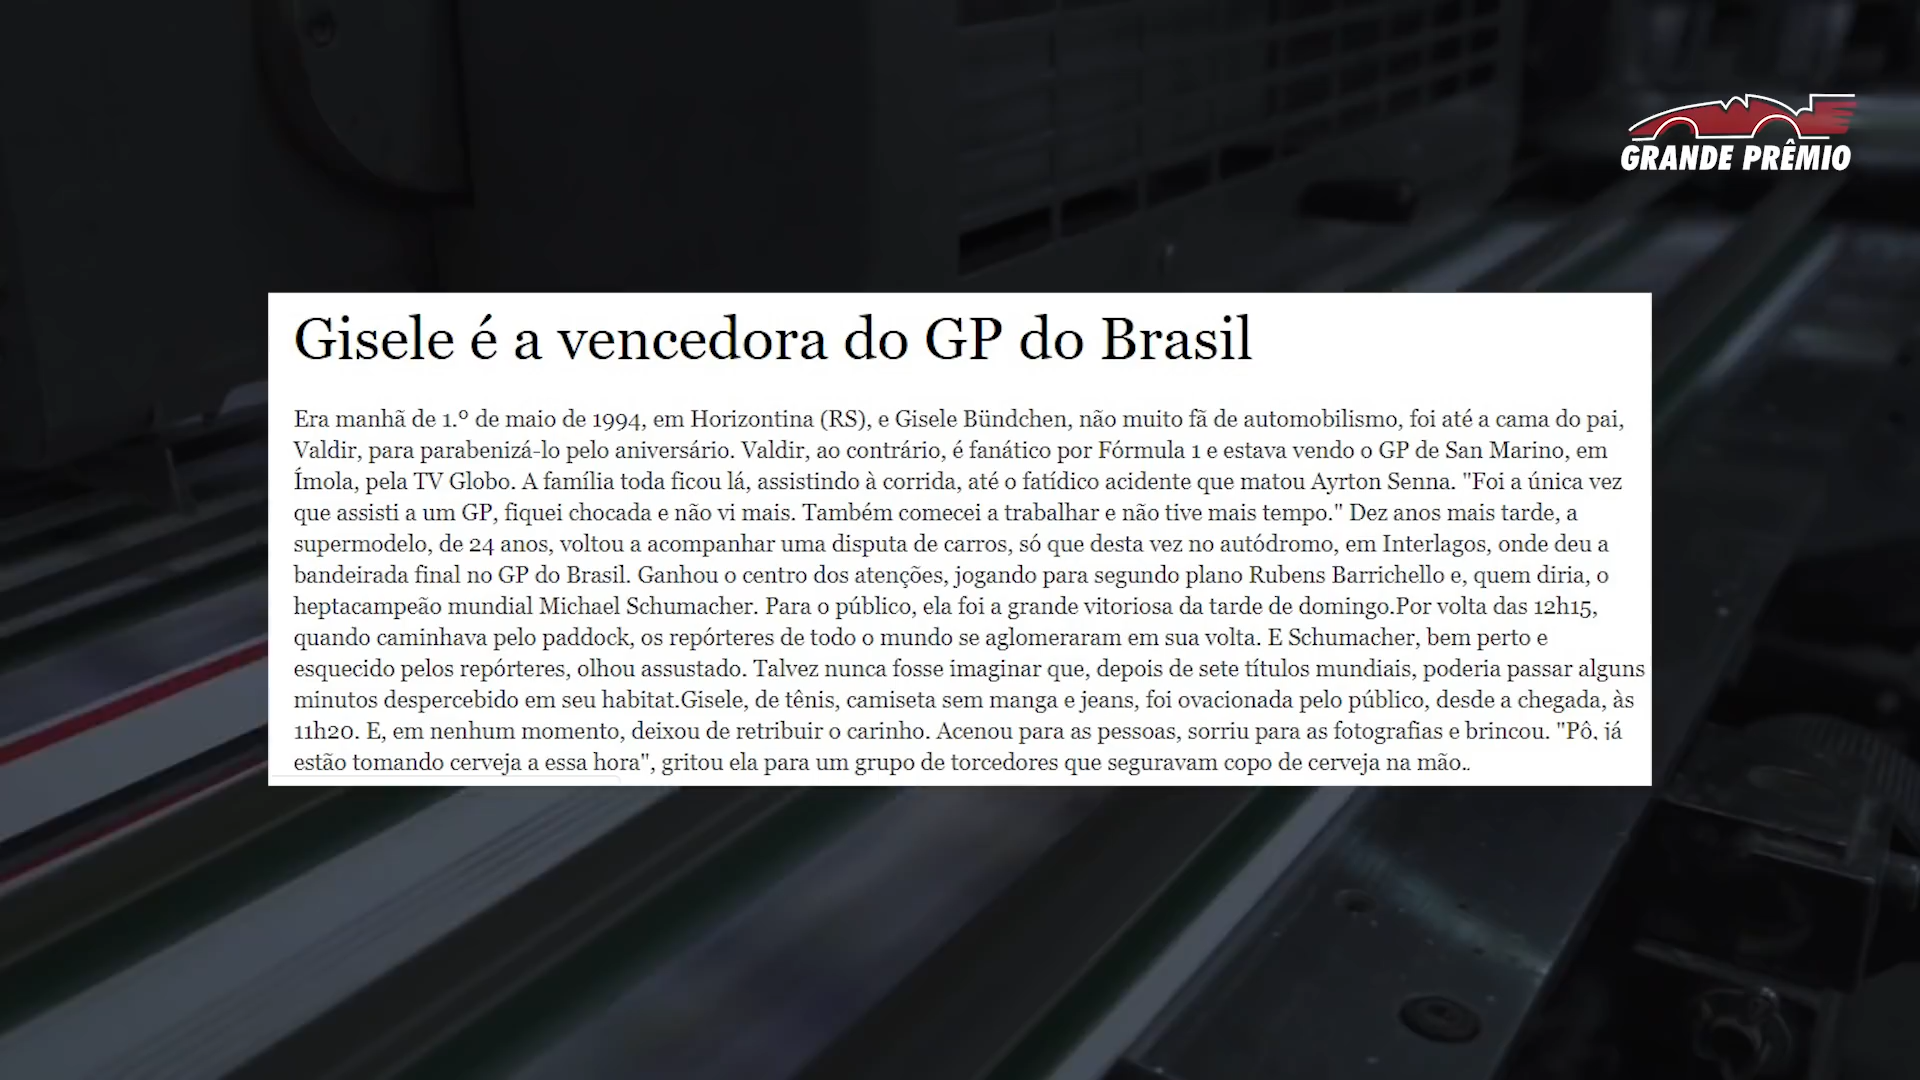 GRANDE PRÊMIO
Gisele é a vencedora do GP do Brasil
Era manhã de 1.º de maio de 1994, em Horizontina (RS), e Gisele Bündchen, não muito fã de automobilismo, foi até a cama do pai,
Valdir, para parabenizá-lo pelo aniversário. Valdir, ao contrário, é fanático por Fórmula 1 e estava vendo o GP de San Marino, em
Ímola, pela TV Globo. A família toda ficou lá, assistindo à corrida, até o fatídico acidente que matou Ayrton Senna. "Foi a única vez
que assisti a um GP, fiquei chocada e não vi mais. Também comecei a trabalhar e não tive mais tempo." Dez anos mais tarde, a
supermodelo, de 24 anos, voltou a acompanhar uma disputa de carros, só que desta vez no autódromo, em Interlagos, onde deu a
bandeirada final no GP do Brasil. Ganhou o centro dos atenções, jogando para segundo plano Rubens Barrichello e, quem diria, o
heptacampeão mundial Michael Schumacher. Para o público, ela foi a grande vitoriosa da tarde de domingo.Por volta das 12h15,
quando caminhava pelo paddock, os repórteres de todo o mundo se aglomeraram em sua volta. E Schumacher, bem perto e
esquecido pelos repórteres, olhou assustado. Talvez nunca fosse imaginar que, depois de sete títulos mundiais, poderia passar alguns
minutos despercebido em seu habitat.Gisele, de tênis, camiseta sem manga e jeans, foi ovacionada pelo público, desde a chegada, às
11h20. E, em nenhum momento, deixou de retribuir o carinho. Acenou para as pessoas, sorriu para as fotografias e brincou. "Pô, já
estão tomando cerveja a essa hora", gritou ela para um grupo de torcedores que seguravam copo de cerveja na mão..